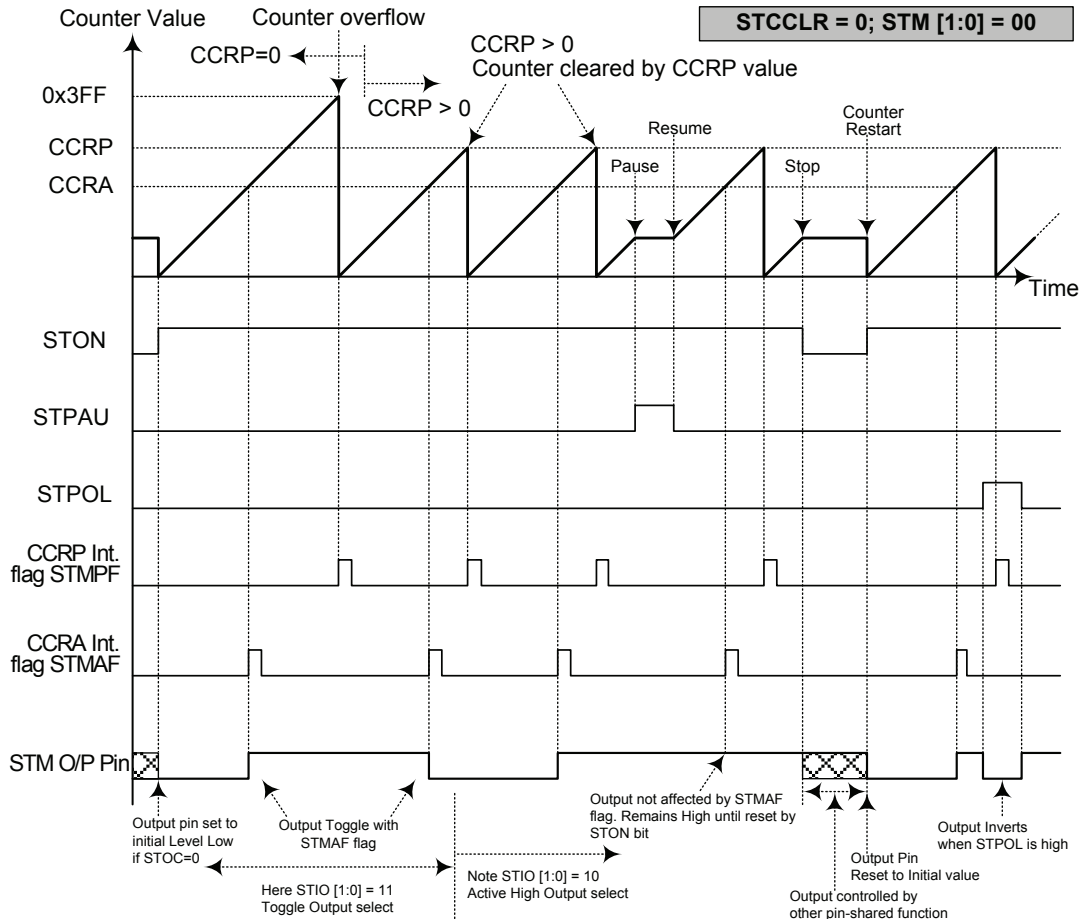 Counter Value
Counter overflow
STCCLR = 0; STM [1:0] = 00
CCRP=0
CCRP > 0
CCRP > 0
Counter cleared by CCRP value
0x3FF
CCRP
CCRA
Pause
Resume
Stop
Counter
Restart
Time
STON
STPAU
STPOL
CCRP Int.
flag STMPF
CCRA Int.
flag STMAF
STM O/P Pin
Output pin set to
initial Level Low
if STOC=0
Output Toggle with
STMAF flag
Here STIO [1:0] = 11
Toggle Output select
Note STIO [1:0] = 10
Active High Output select
Output not affected by STMAF
flag. Remains High until reset by
STON bit
Output Pin
Reset to Initial value
Output controlled by
other pin-shared function
Output Inverts
when STPOL is high